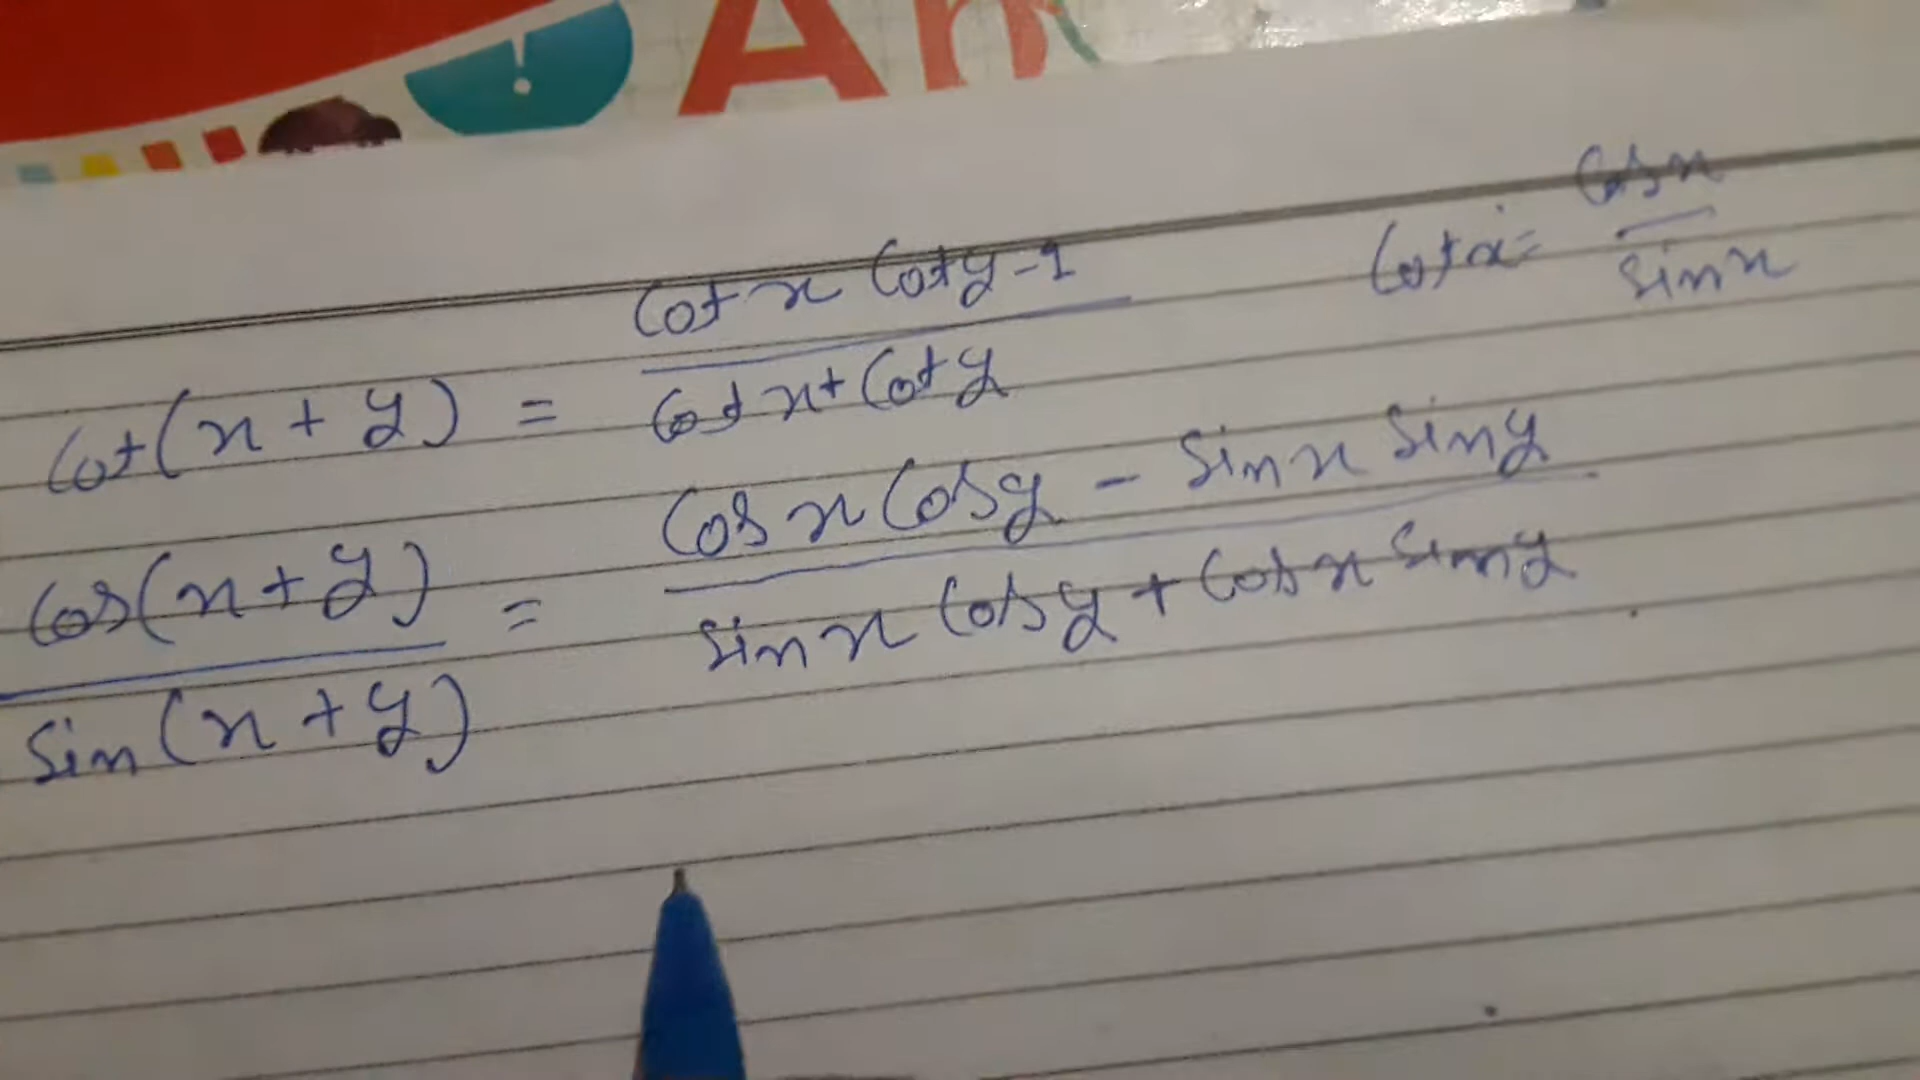 An
cot x = cos x / sin x
cot(x + y) = cot x cot y - 1 / cot x + cot y
cos(x + y) / sin(x + y) = cos x cos y - sin x sin y / sin x cos y + cos x sin y